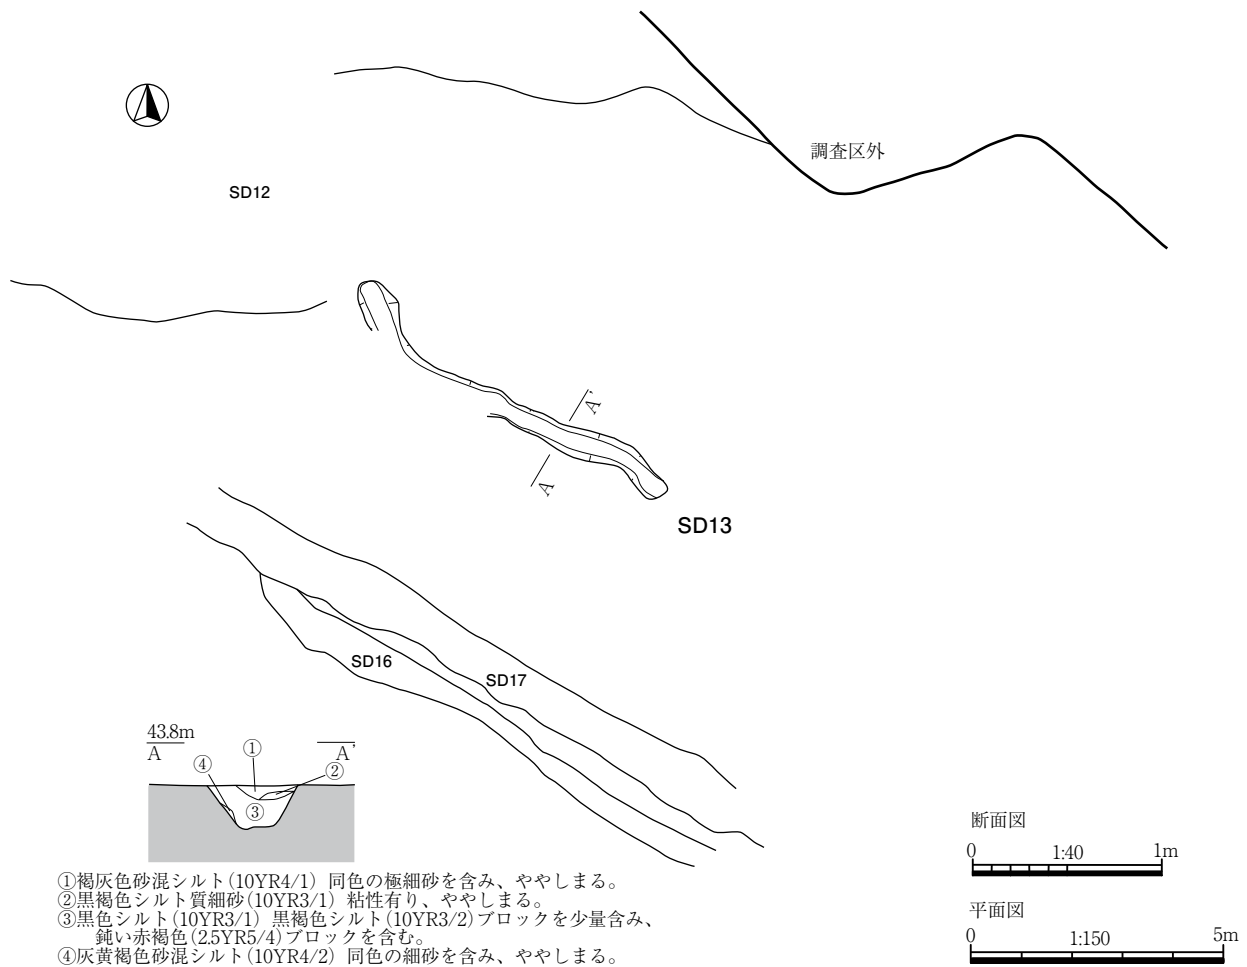 調査区外
SD12
A'
A
SD13
SD16
SD17
43.8m
A
A'
①
②
③
④
①褐灰色砂混シルト(10YR4/1) 同色の極細砂を含み、ややしまる。
②黒褐色シルト質細砂(10YR3/1) 粘性有り、ややしまる。
③黒色シルト(10YR3/1) 黒褐色シルト(10YR3/2)ブロックを少量含み、
鈍い赤褐色(2.5YR5/4)ブロックを含む。
④灰黄褐色砂混シルト(10YR4/2) 同色の細砂を含み、ややしまる。
断面図
0 1:40 1m
平面図
0 1:150 5m